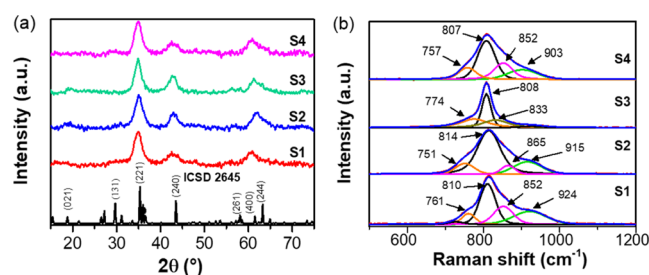 (a)
Intensity (a.u.)
S4
S3
S2
S1
ICSD 2645
(021)
(131)
(221)
(240)
(261)
(400)
(244)
20 30 40 50 60 70
2θ (°)
(b)
Intensity (a.u.)
807
757
852
903
S4
808
774
833
S3
814
751
865
915
S2
810
761
852
924
S1
600 800 1000 1200
Raman shift (cm⁻¹)